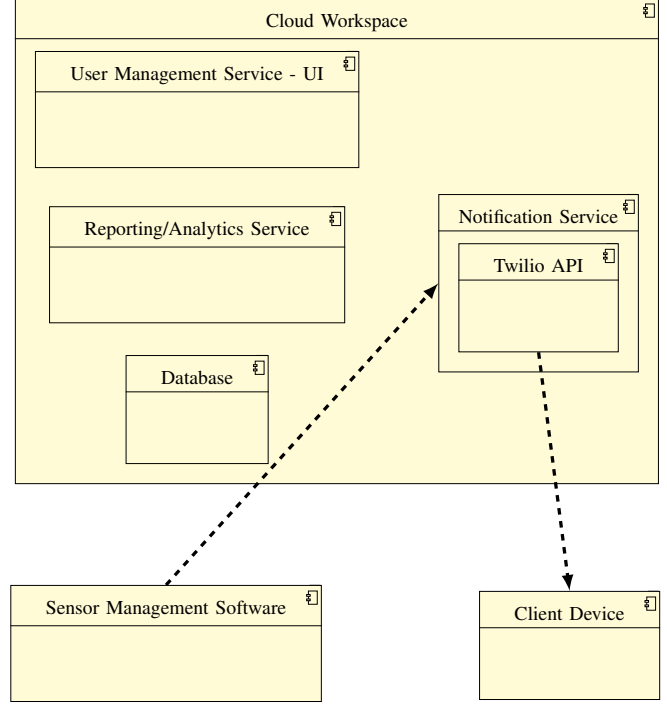 Cloud Workspace
User Management Service - UI
Reporting/Analytics Service
Notification Service
Twilio API
Database
Sensor Management Software
Client Device